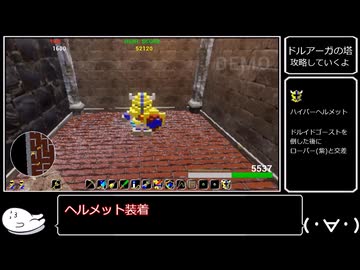 HIGH SCORE
1600
52120
DEMO
5537
ヘルメット装着
ドルアーガの塔
攻略していくよ
ハイパーヘルメット
ドルイドゴーストを
倒した後に
ローパー(紫)と交差
(・∀・)